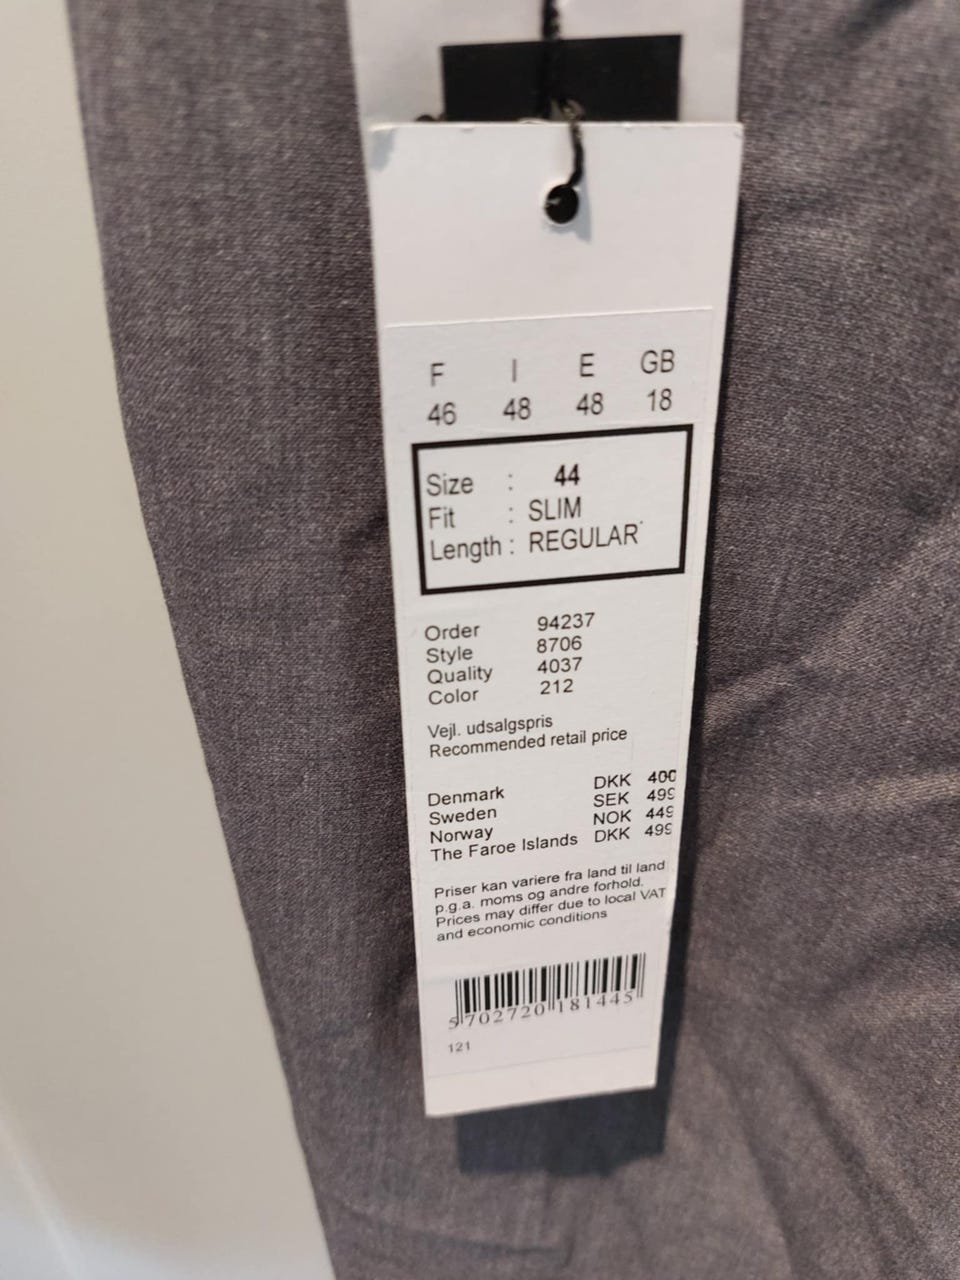 F I E GB
46 48 48 18
Size : 44
Fit : SLIM
Length : REGULAR
Order 94237
Style 8706
Quality 4037
Color 212
Vejl. udsalgspris
Recommended retail price
Denmark DKK 400
Sweden SEK 499
Norway NOK 449
The Faroe Islands DKK 499
Priser kan variere fra land til land
p.g.a. moms og andre forhold.
Prices may differ due to local VAT
and economic conditions
5702720181445
121